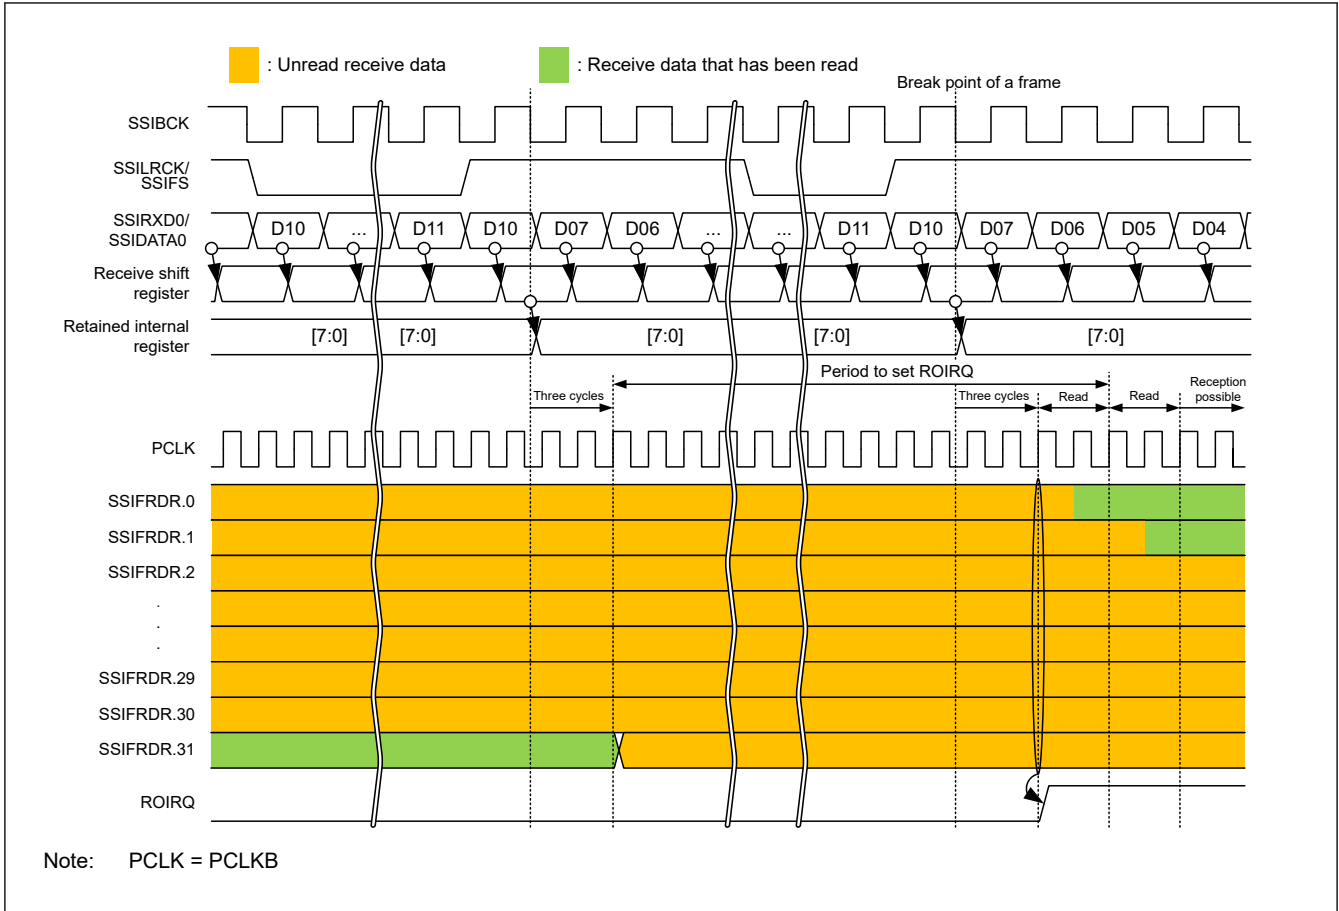 : Unread receive data
: Receive data that has been read
Break point of a frame
SSIBCK
SSILRCK/
SSIFS
SSIRXD0/
SSIDATA0
D10 ... D11 D10 D07 D06 ... ... D11 D10 D07 D06 D05 D04
Receive shift
register
Retained internal
register
[7:0] [7:0] [7:0] [7:0] [7:0]
Period to set ROIRQ
Reception
possible
Three cycles Three cycles Read Read
PCLK
SSIFRDR.0
SSIFRDR.1
SSIFRDR.2
.
.
.
SSIFRDR.29
SSIFRDR.30
SSIFRDR.31
ROIRQ
Note: PCLK = PCLKB